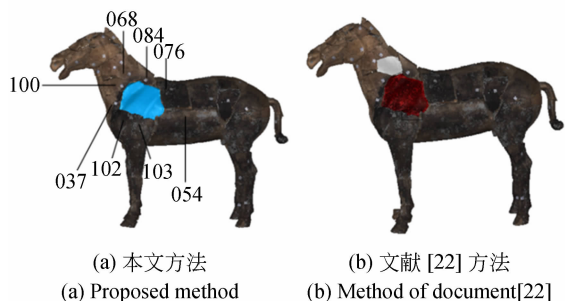 068
084
076
100
037
102
103
054
(a) 本文方法
(b) 文献 [22] 方法
(a) Proposed method
(b) Method of document[22]